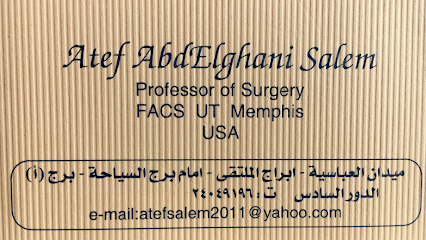 Atef AbdElghani Salem
Professor of Surgery
FACS UT Memphis
USA
ميدان العباسية - ابراج الملتقى - امام برج السياحة - برج (أ)
الدور السادس ت : ٢٤٠٤٩١٩٦
e-mail:atefsalem2011@yahoo.com